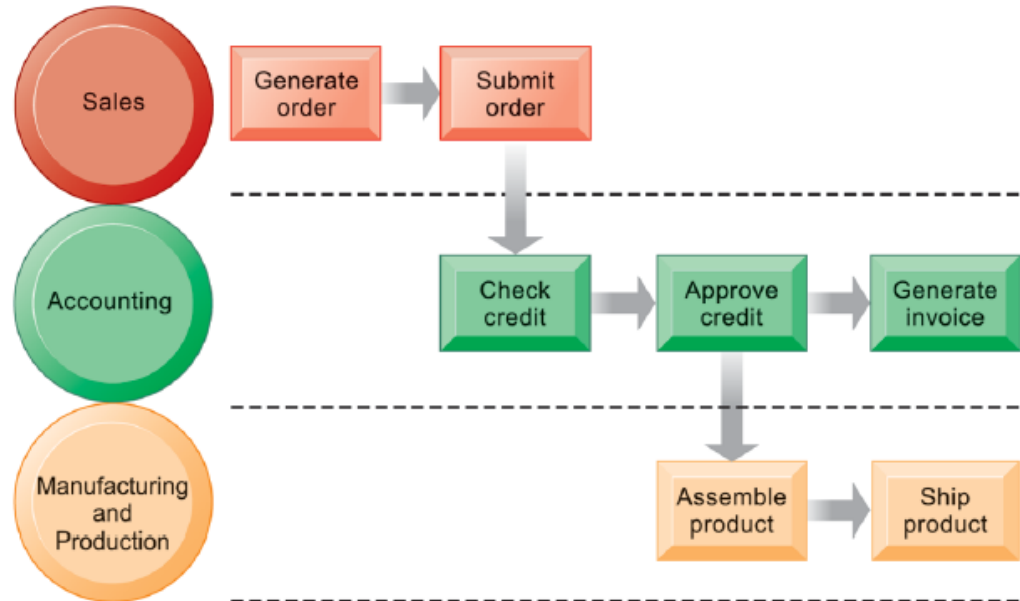 Sales
Generate
order
Submit
order
Accounting
Check
credit
Approve
credit
Generate
invoice
Manufacturing
and
Production
Assemble
product
Ship
product